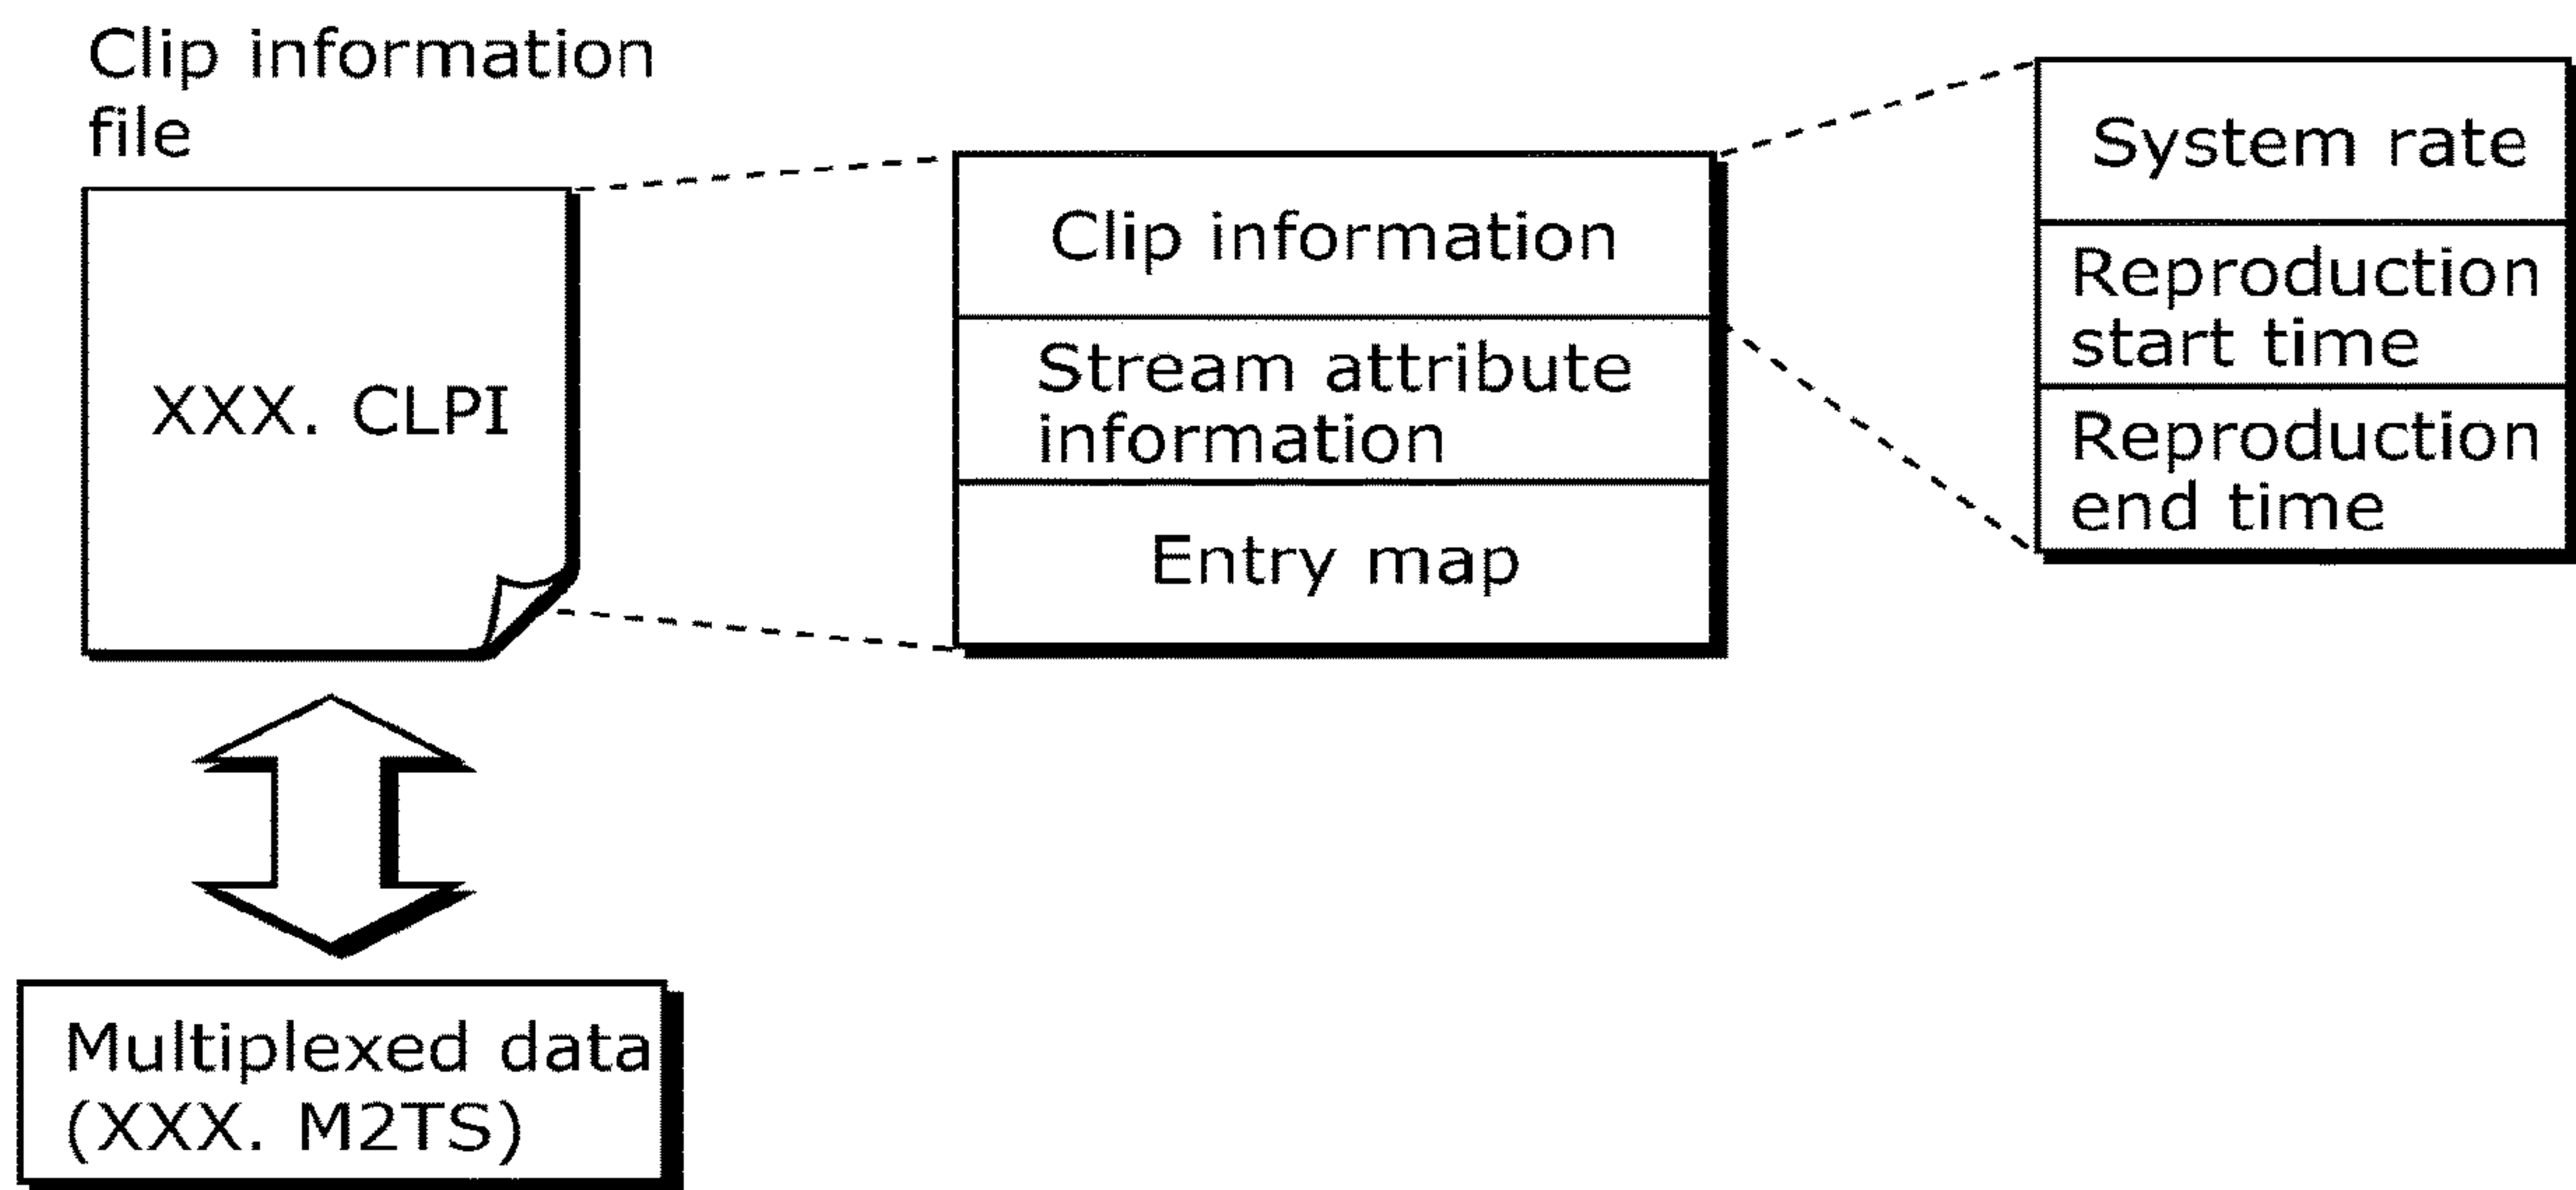 Clip information
file
XXX. CLPI
Clip information
Stream attribute
information
Entry map
System rate
Reproduction
start time
Reproduction
end time
Multiplexed data
(XXX. M2TS)